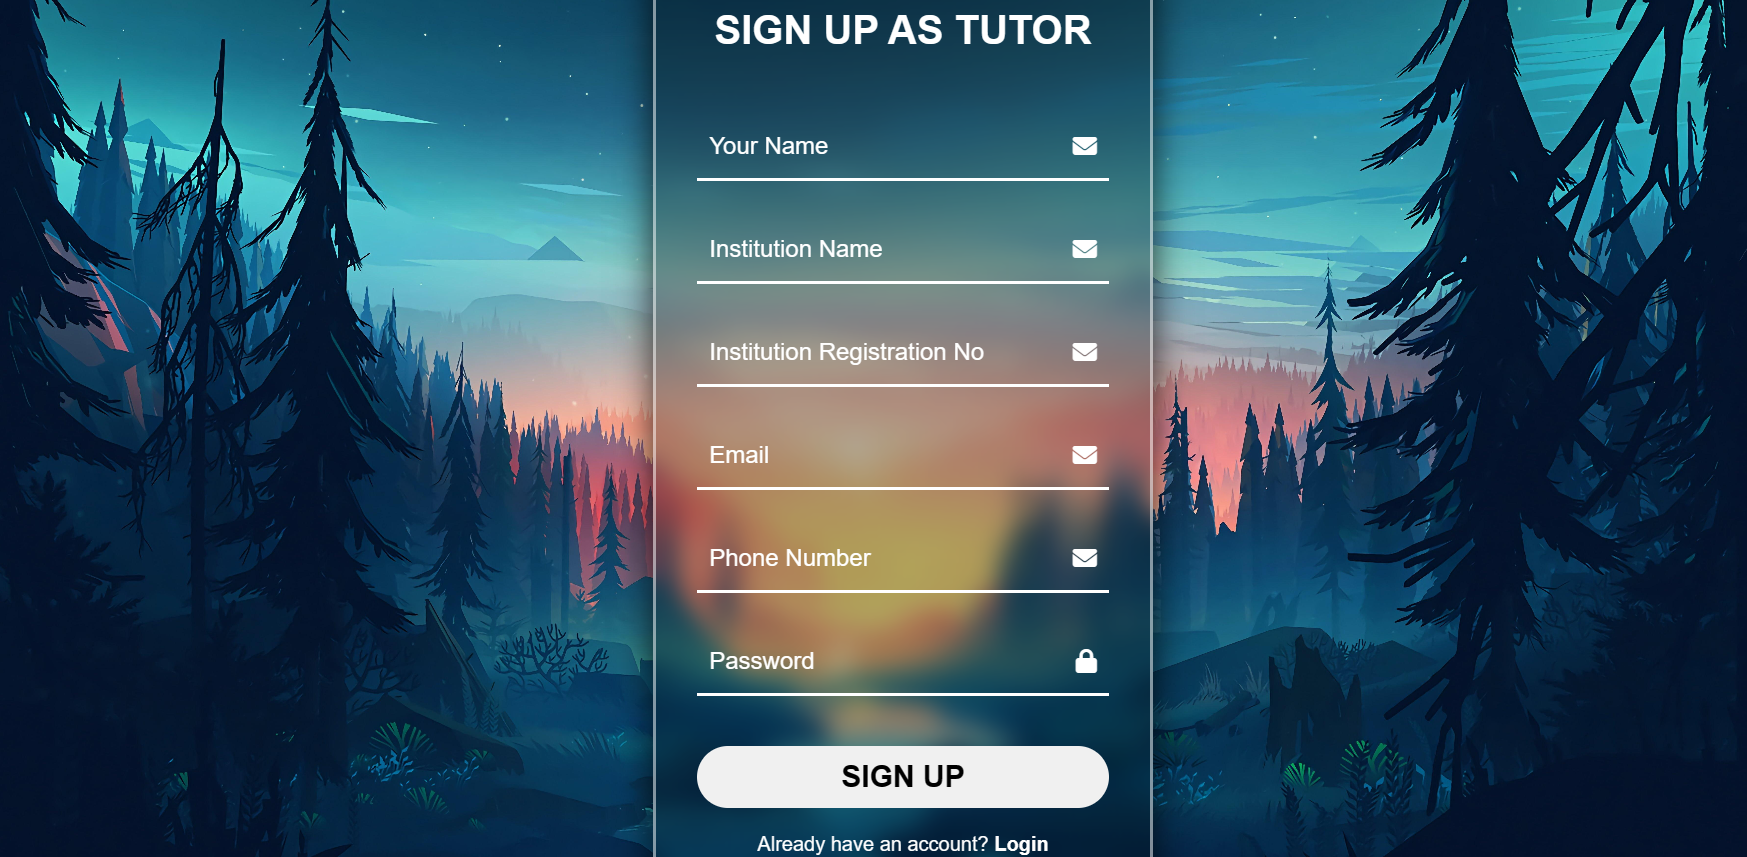 SIGN UP AS TUTOR
Your Name
Institution Name
Institution Registration No
Email
Phone Number
Password
SIGN UP
Already have an account? Login